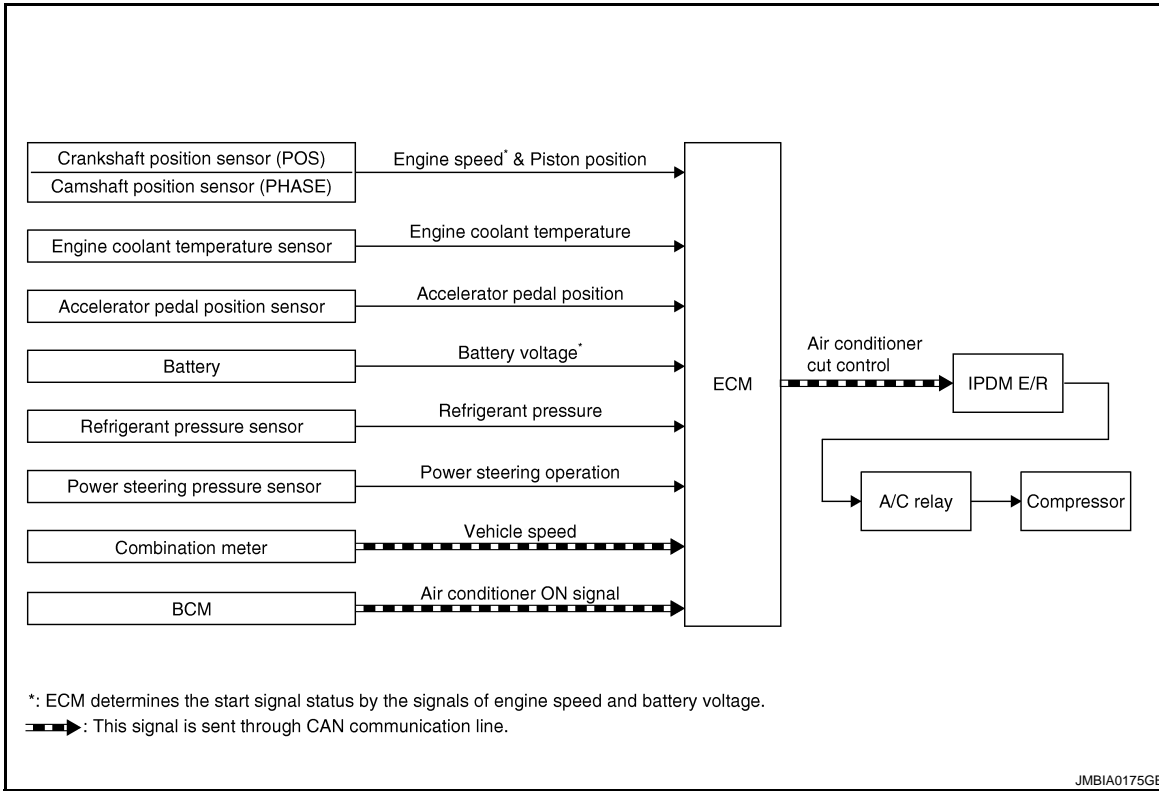 Crankshaft position sensor (POS)
Camshaft position sensor (PHASE)
Engine speed* & Piston position
Engine coolant temperature sensor
Engine coolant temperature
Accelerator pedal position sensor
Accelerator pedal position
Battery
Battery voltage*
Refrigerant pressure sensor
Refrigerant pressure
Power steering pressure sensor
Power steering operation
Combination meter
Vehicle speed
BCM
Air conditioner ON signal
ECM
Air conditioner
cut control
IPDM E/R
A/C relay
Compressor
*: ECM determines the start signal status by the signals of engine speed and battery voltage.
: This signal is sent through CAN communication line.
JMBIA0175GB